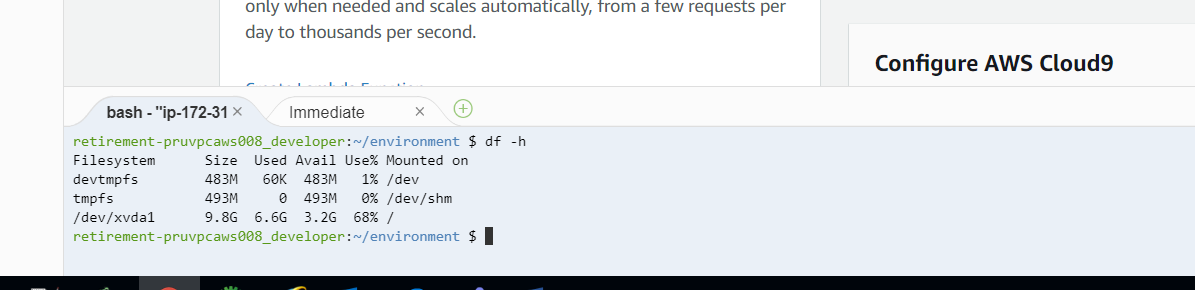 only when needed and scales automatically, from a few requests per
day to thousands per second.
Configure AWS Cloud9
bash - "ip-172-31 ×
Immediate ×
retirement-pruvpcaws008_developer:~/environment $ df -h
Filesystem Size Used Avail Use% Mounted on
devtmpfs 483M 60K 483M 1% /dev
tmpfs 493M 0 493M 0% /dev/shm
/dev/xvda1 9.8G 6.6G 3.2G 68% /
retirement-pruvpcaws008_developer:~/environment $